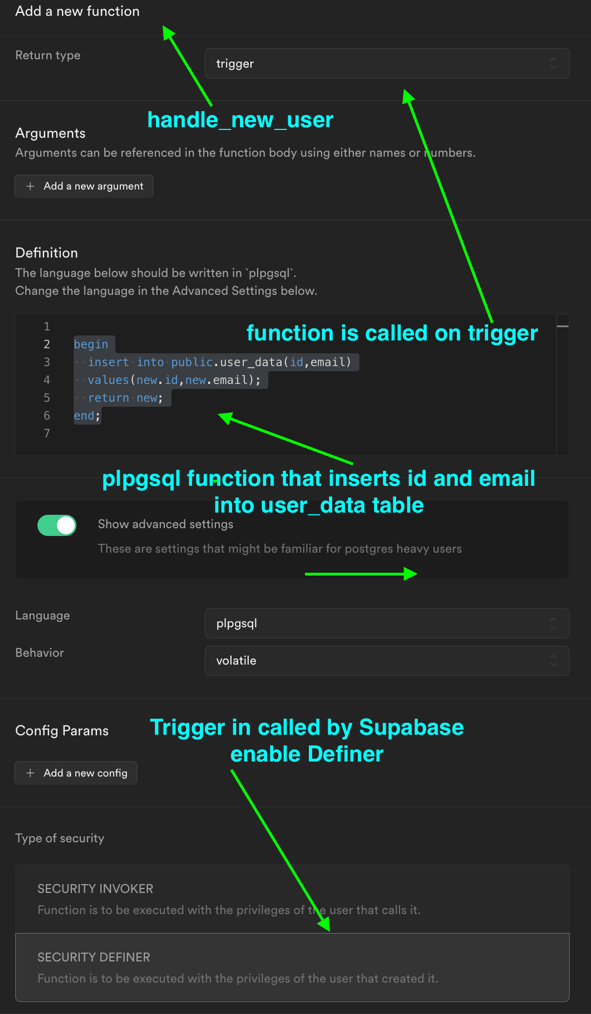 Add a new function
Return type
trigger
handle_new_user
Arguments
Arguments can be referenced in the function body using either names or numbers.
+ Add a new argument
Definition
The language below should be written in `plpgsql`.
Change the language in the Advanced Settings below.
function is called on trigger
1
2 begin
3 insert into public.user_data(id,email)
4 values(new.id,new.email);
5 return new;
6 end;
7
plpgsql function that inserts id and email
into user_data table
Show advanced settings
These are settings that might be familiar for postgres heavy users
Language
plpgsql
Behavior
volatile
Config Params
Trigger in called by Supabase
enable Definer
+ Add a new config
Type of security
SECURITY INVOKER
Function is to be executed with the privileges of the user that calls it.
SECURITY DEFINER
Function is to be executed with the privileges of the user that created it.